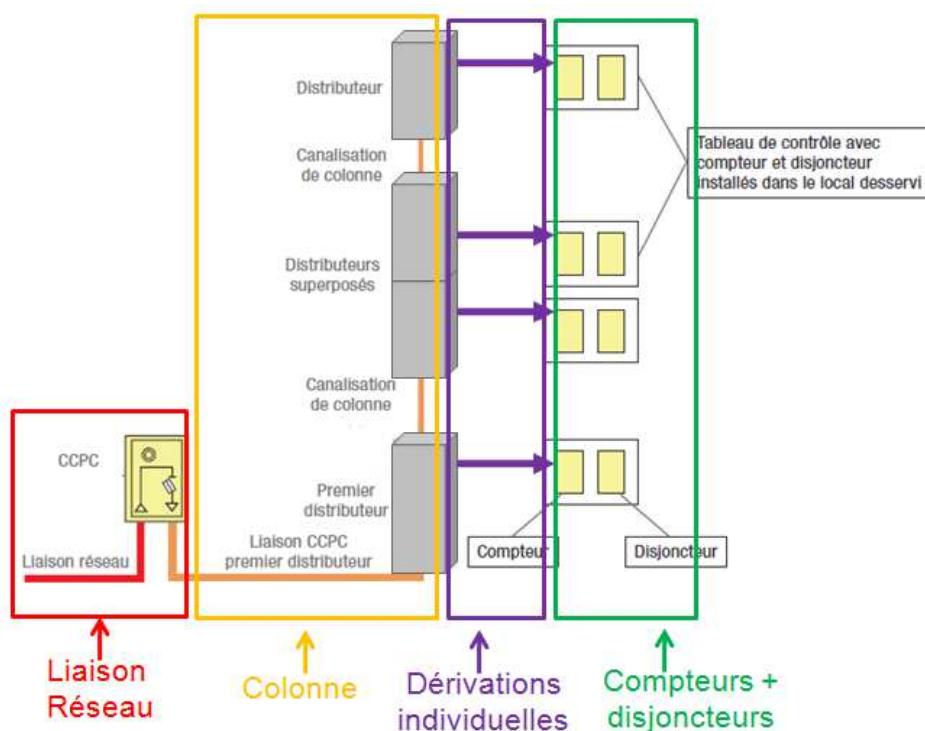 Distributeur
Canalisation
de colonne
Tableau de contrôle avec
compteur et disjoncteur
installés dans le local desservi
Distributeurs
superposés
Canalisation
de colonne
CCPC
Premier
distributeur
Liaison réseau
Liaison CCPC
premier distributeur
Compteur
Disjoncteur
Liaison
Réseau
Colonne
Dérivations
individuelles
Compteurs +
disjoncteurs